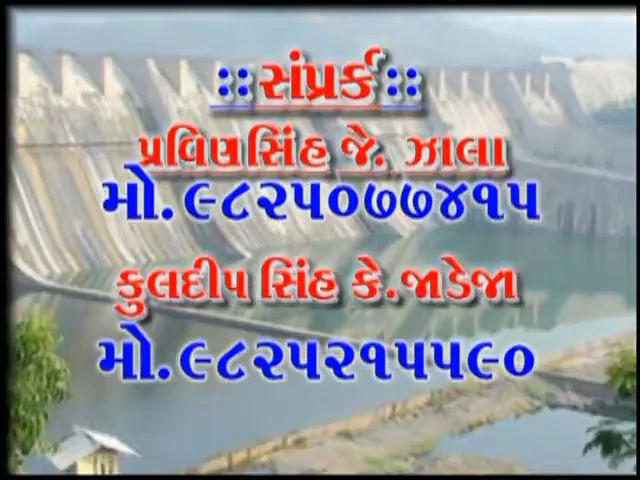 ::સંપ્રર્ક::
પ્રવિણસિંહ જે. ઝાલા
મો.૯૮૨૫૦૭૭૪૧૫
કુલદીપ સિંહ કે.જાડેજા
મો.૯૮૨૫૨૧૫૫૯૦